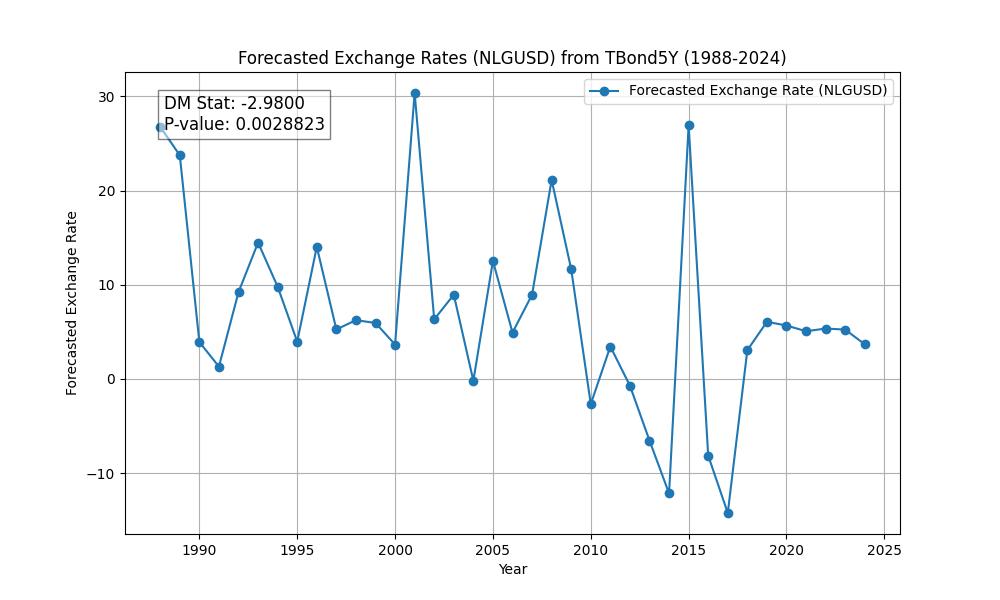 Forecasted Exchange Rates (NLGUSD) from TBond5Y (1988-2024)
DM Stat: -2.9800
P-value: 0.0028823
Forecasted Exchange Rate (NLGUSD)
Forecasted Exchange Rate
30
20
10
0
−10
1990 1995 2000 2005 2010 2015 2020 2025
Year